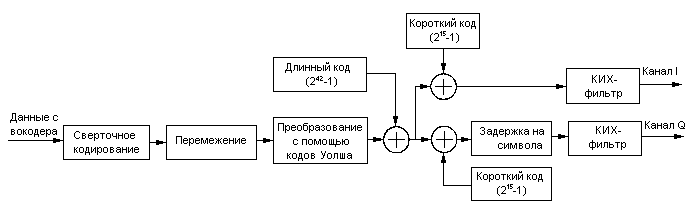 Короткий код
(2¹⁵-1)
Длинный код
(2⁴²-1)
КИХ-
фильтр
Канал I
Данные с
вокодера
Сверточное
кодирование
Перемежение
Преобразование
с помощью
кодов Уолша
Задержка на
символа
КИХ-
фильтр
Канал Q
Короткий код
(2¹⁵-1)